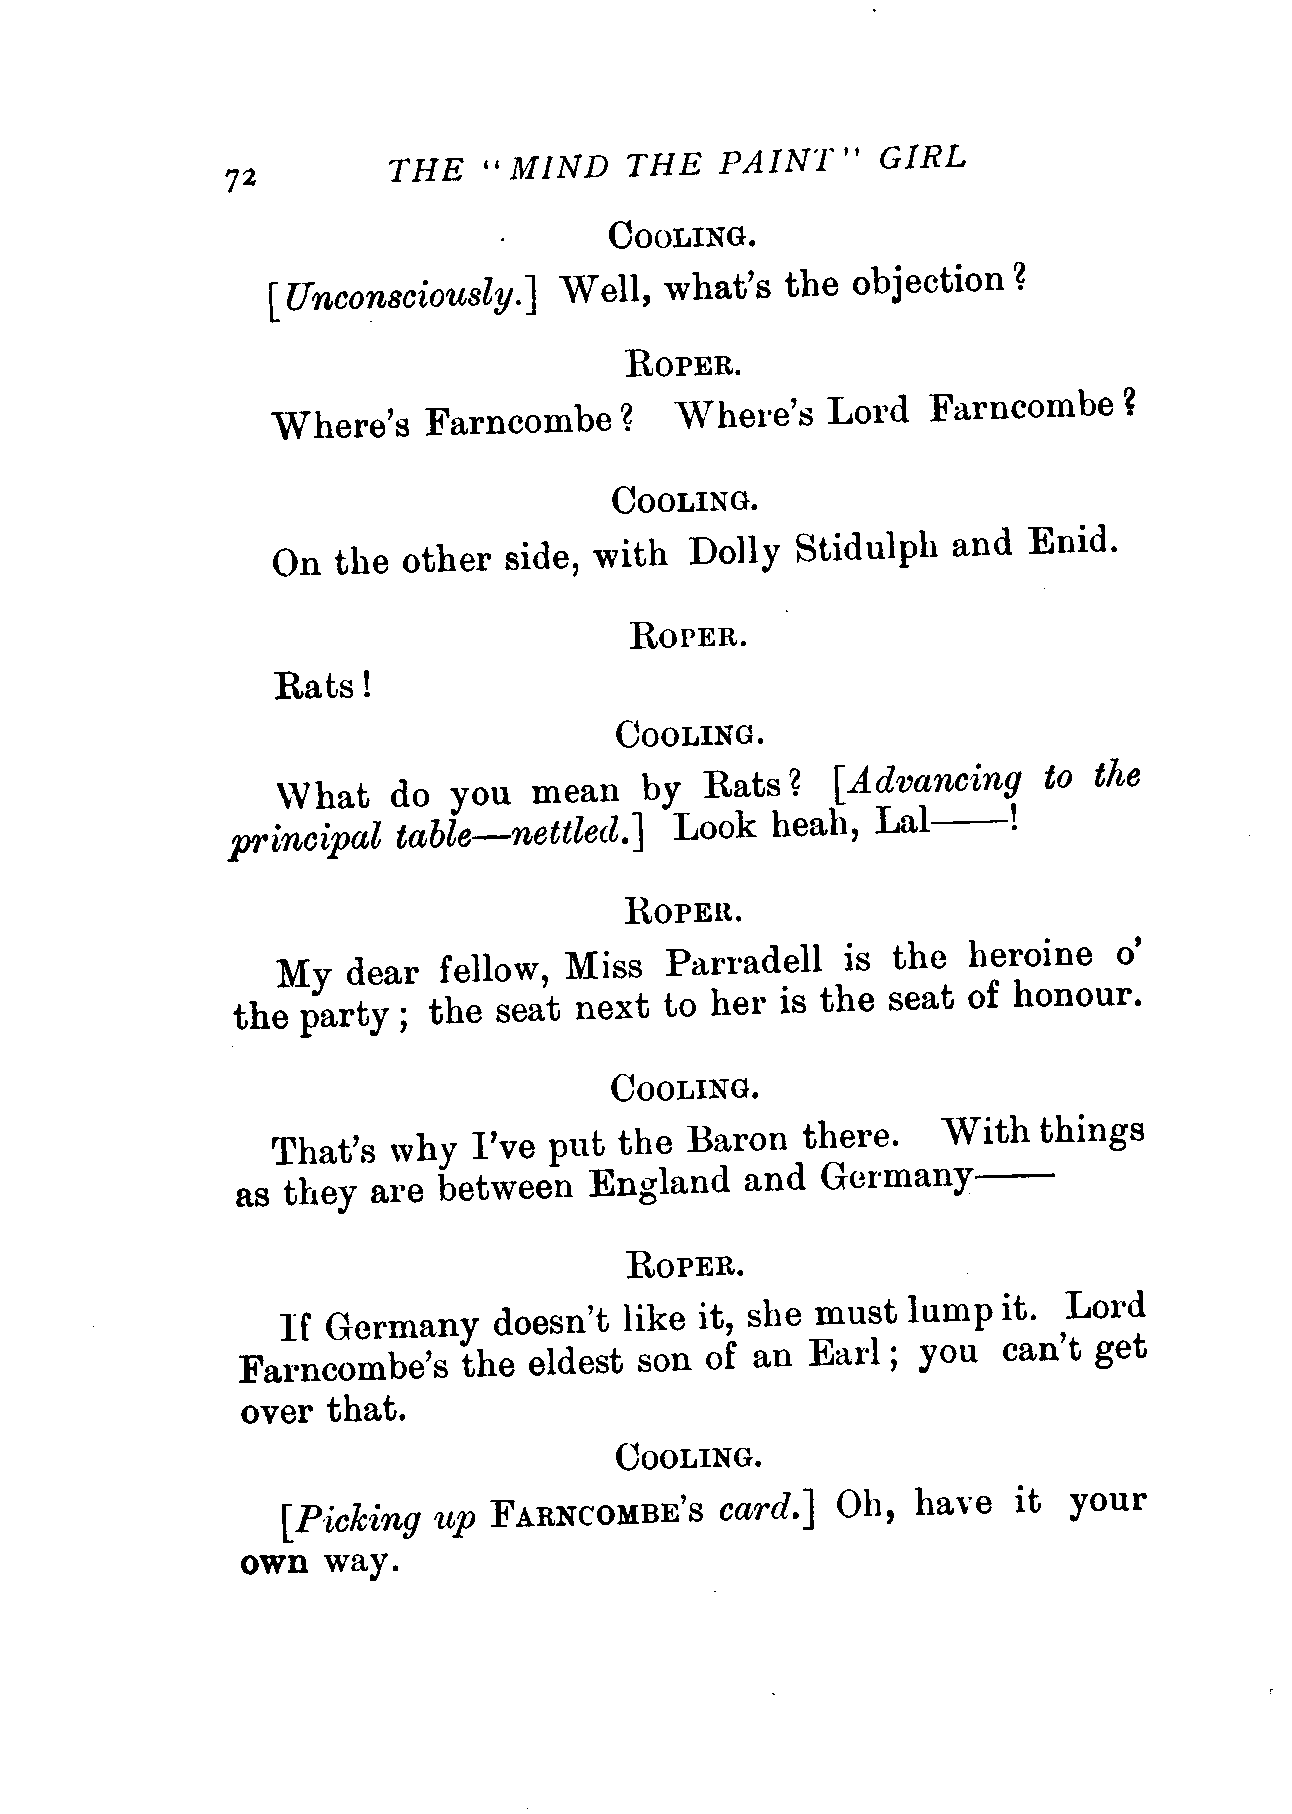 72 THE "MIND THE PAINT" GIRL
COOLING.
[Unconsciously.] Well, what's the objection?
ROPER.
Where's Farncombe? Where's Lord Farncombe?
COOLING.
On the other side, with Dolly Stidulph and Enid.
ROPER.
Rats!
COOLING.
What do you mean by Rats? [Advancing to the
principal table—nettled.] Look heah, Lal——!
ROPER.
My dear fellow, Miss Parradell is the heroine o'
the party; the seat next to her is the seat of honour.
COOLING.
That's why I've put the Baron there. With things
as they are between England and Germany——
ROPER.
If Germany doesn't like it, she must lump it. Lord
Farncombe's the eldest son of an Earl; you can't get
over that.
COOLING.
[Picking up FARNCOMBE'S card.] Oh, have it your
own way.